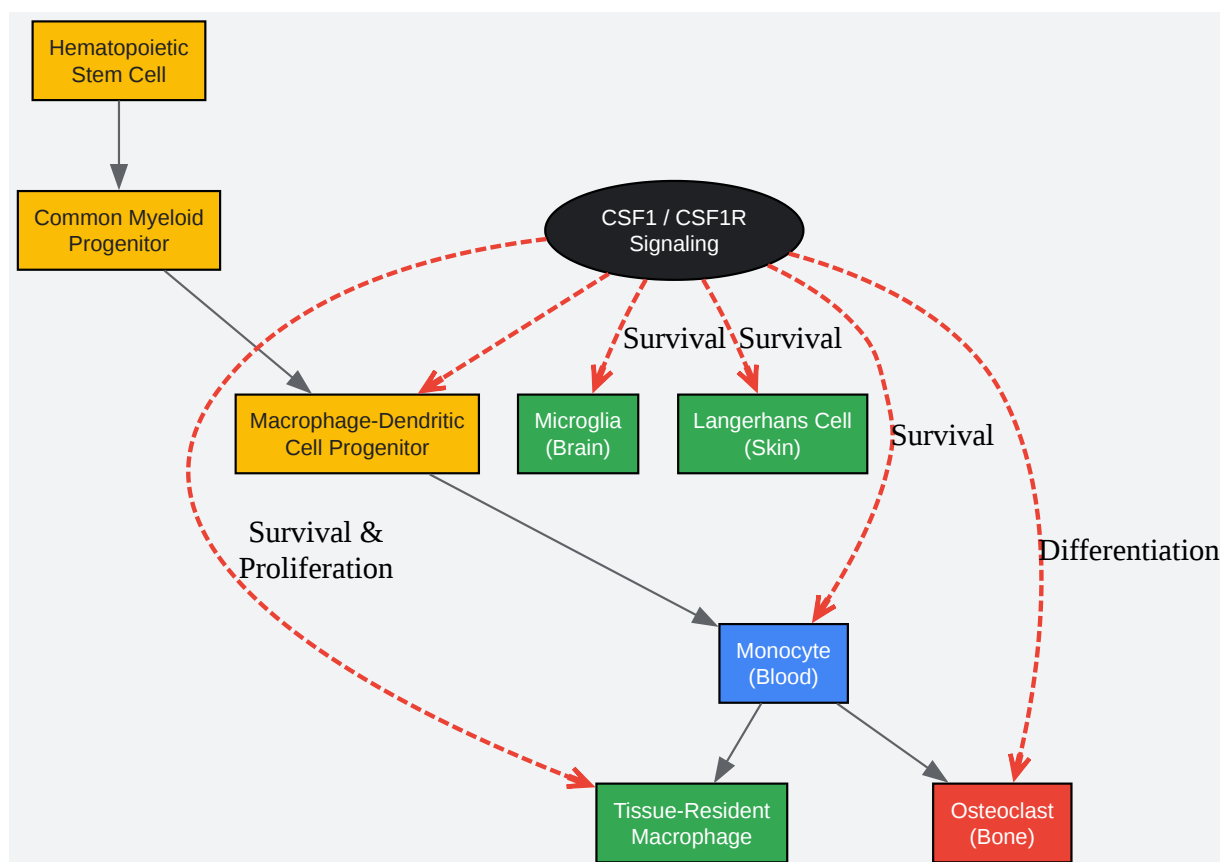 Hematopoietic
Stem Cell
Common Myeloid
Progenitor
CSF1 / CSF1R
Signaling
Survival
Survival
Macrophage-Dendritic
Cell Progenitor
Microglia
(Brain)
Langerhans Cell
(Skin)
Survival
Survival &
Proliferation
Differentiation
Monocyte
(Blood)
Tissue-Resident
Macrophage
Osteoclast
(Bone)